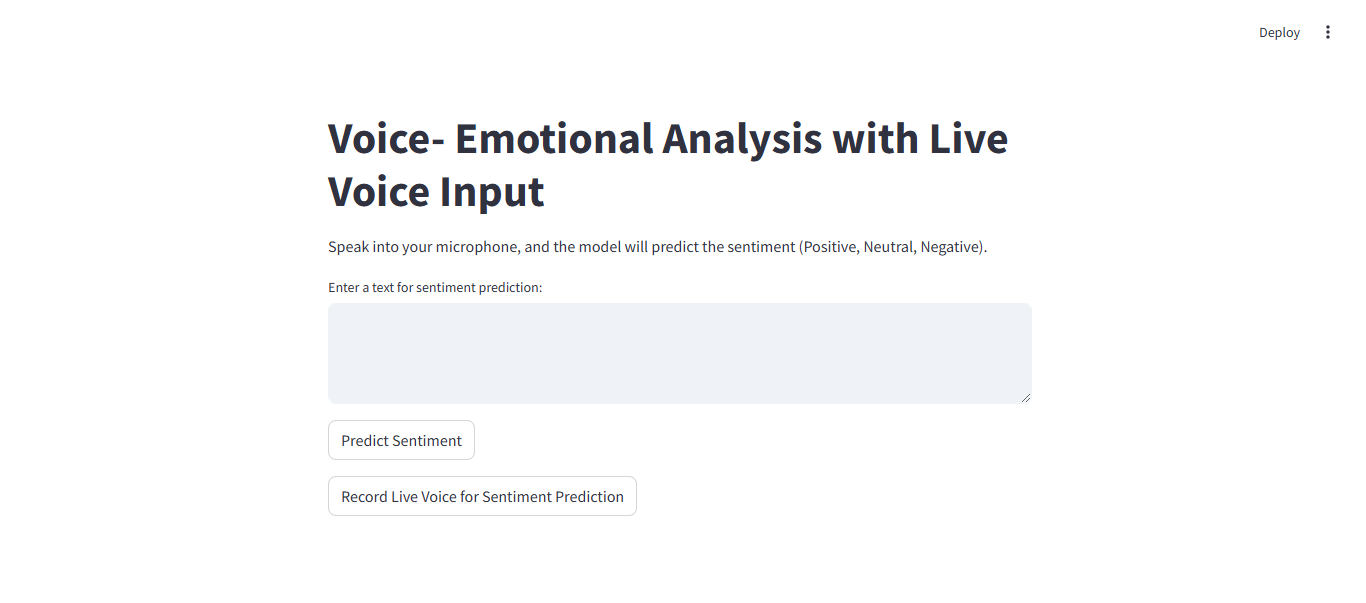 Deploy
Voice- Emotional Analysis with Live
Voice Input
Speak into your microphone, and the model will predict the sentiment (Positive, Neutral, Negative).
Enter a text for sentiment prediction:
Predict Sentiment
Record Live Voice for Sentiment Prediction